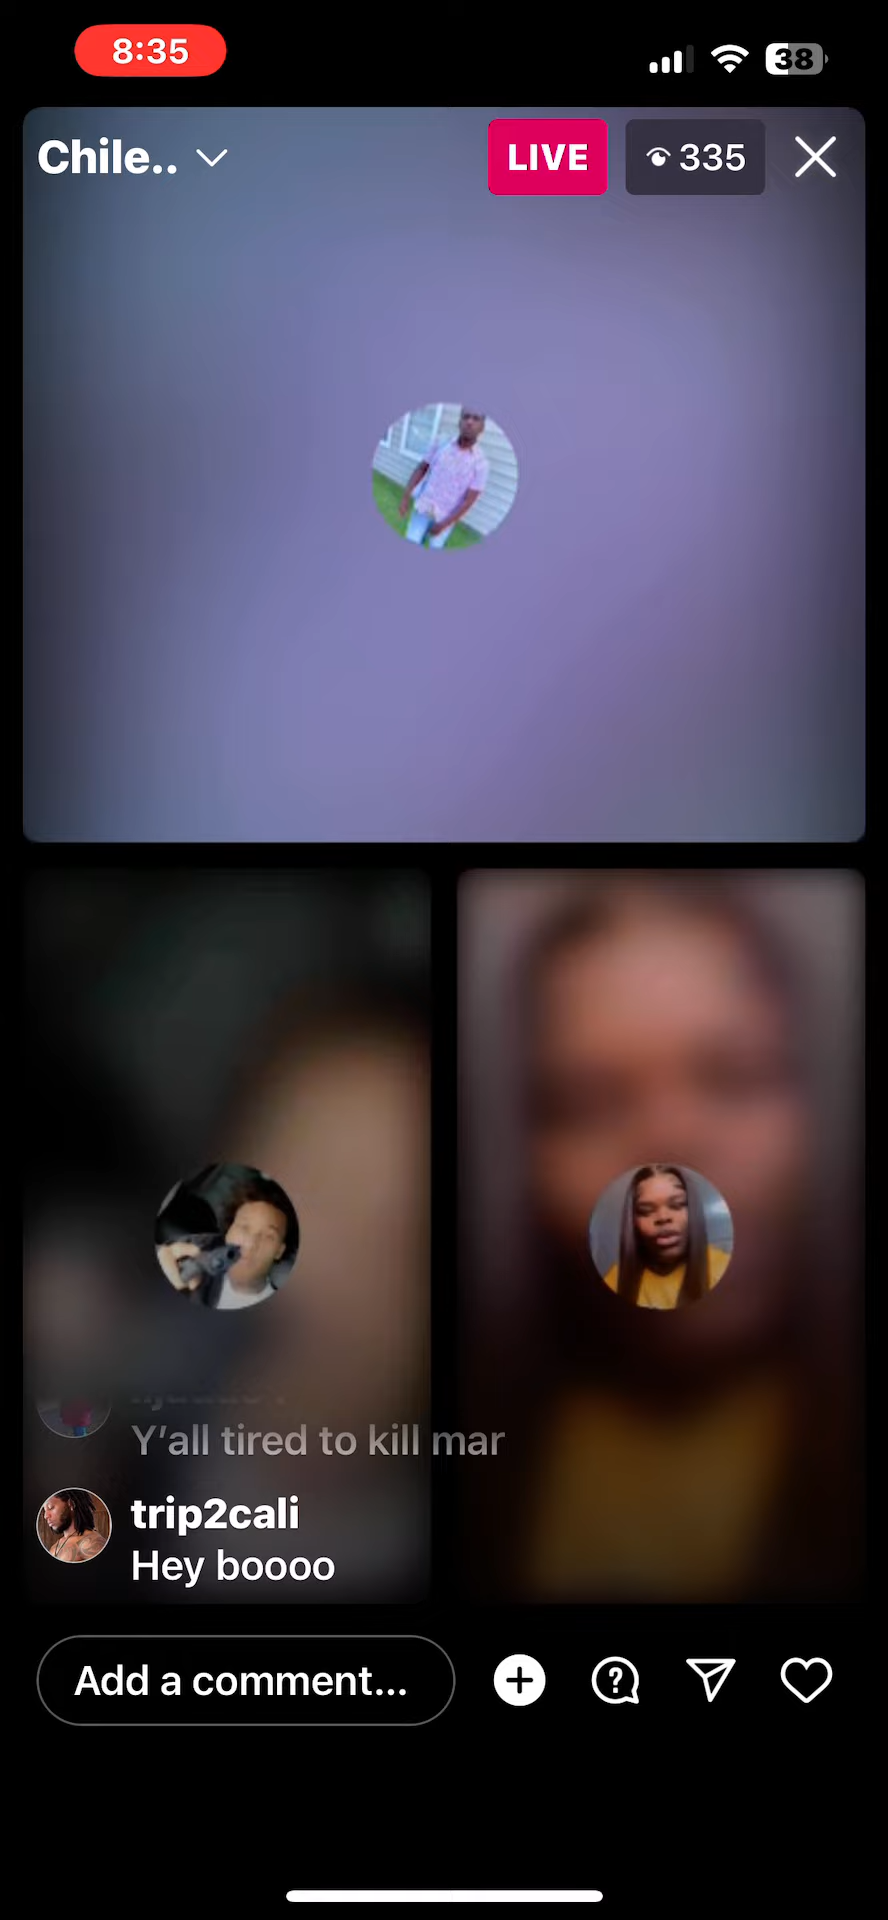 8:35
38
Chile..
LIVE
335
Y’all tired to kill mar
trip2cali
Hey boooo
Add a comment...